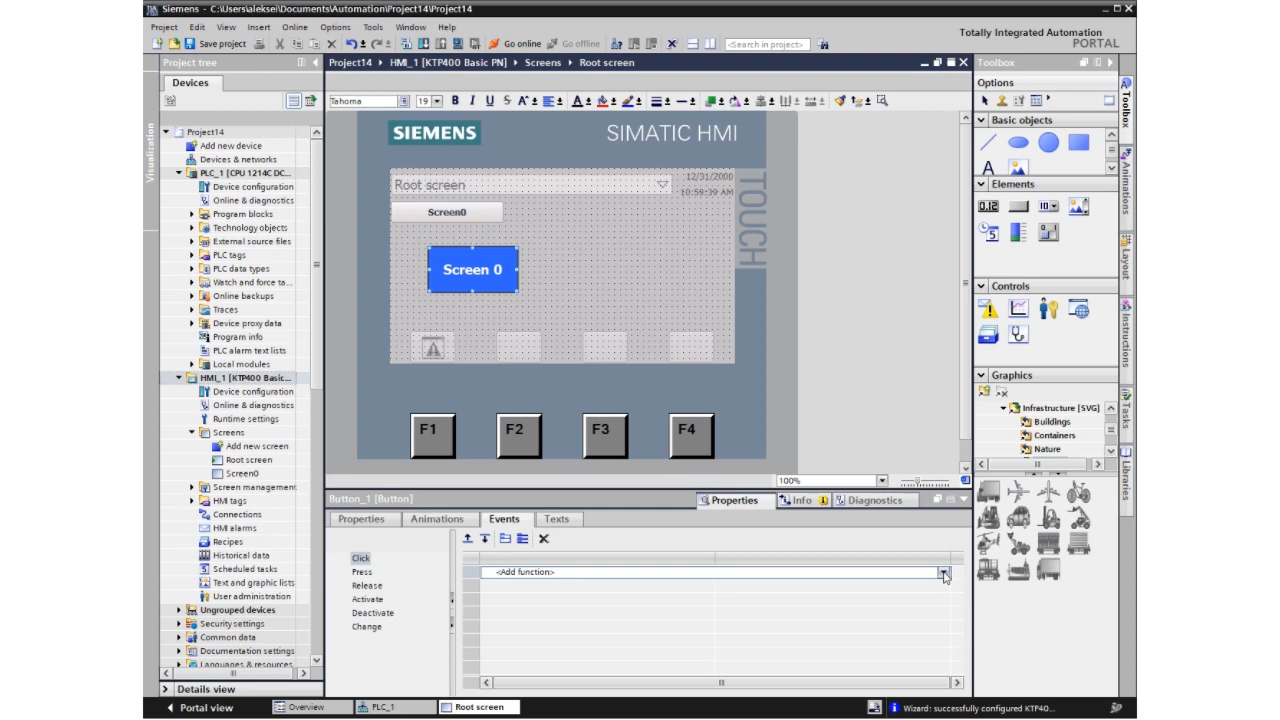 Siemens - C:\Users\aleksei\Documents\Automation\Project14\Project14
Project Edit View Insert Online Options Tools Window Help
Totally Integrated Automation
PORTAL
Save project
Go online
Go offline
<Search in project>
Project tree
Project14 HMI_1 [KTP400 Basic PN] Screens Root screen
Toolbox
Devices
Options
Tahoma 19 B I U S A A
Visualization
Project14
Add new device
Devices & networks
PLC_1 [CPU 1214C DC...
Device configuration
Online & diagnostics
Program blocks
Technology objects
External source files
PLC tags
PLC data types
Watch and force ta...
Online backups
Traces
Device proxy data
Program info
PLC alarm text lists
Local modules
HMI_1 [KTP400 Basic...
Device configuration
Online & diagnostics
Runtime settings
Screens
Add new screen
Root screen
Screen0
Screen management
HMI tags
Connections
HMI alarms
Recipes
Historical data
Scheduled tasks
Text and graphic lists
User administration
Ungrouped devices
Security settings
Common data
Documentation settings
Languages & resources
Details view
SIEMENS
SIMATIC HMI
TOUCH
Root screen
12/31/2000
10:59:39 AM
Screen0
Screen 0
F1
F2
F3
F4
100%
Button_1 [Button]
Properties
Info
Diagnostics
Properties
Animations
Events
Texts
Click
Press
Release
Activate
Deactivate
Change
<Add function>
Basic objects
A
Elements
0.12
10
Controls
Graphics
Infrastructure [SVG]
Buildings
Containers
Nature
Toolbox
Animations
Layout
Instructions
Tasks
Libraries
Portal view
Overview
PLC_1
Root screen
Wizard: successfully configured KTP40...